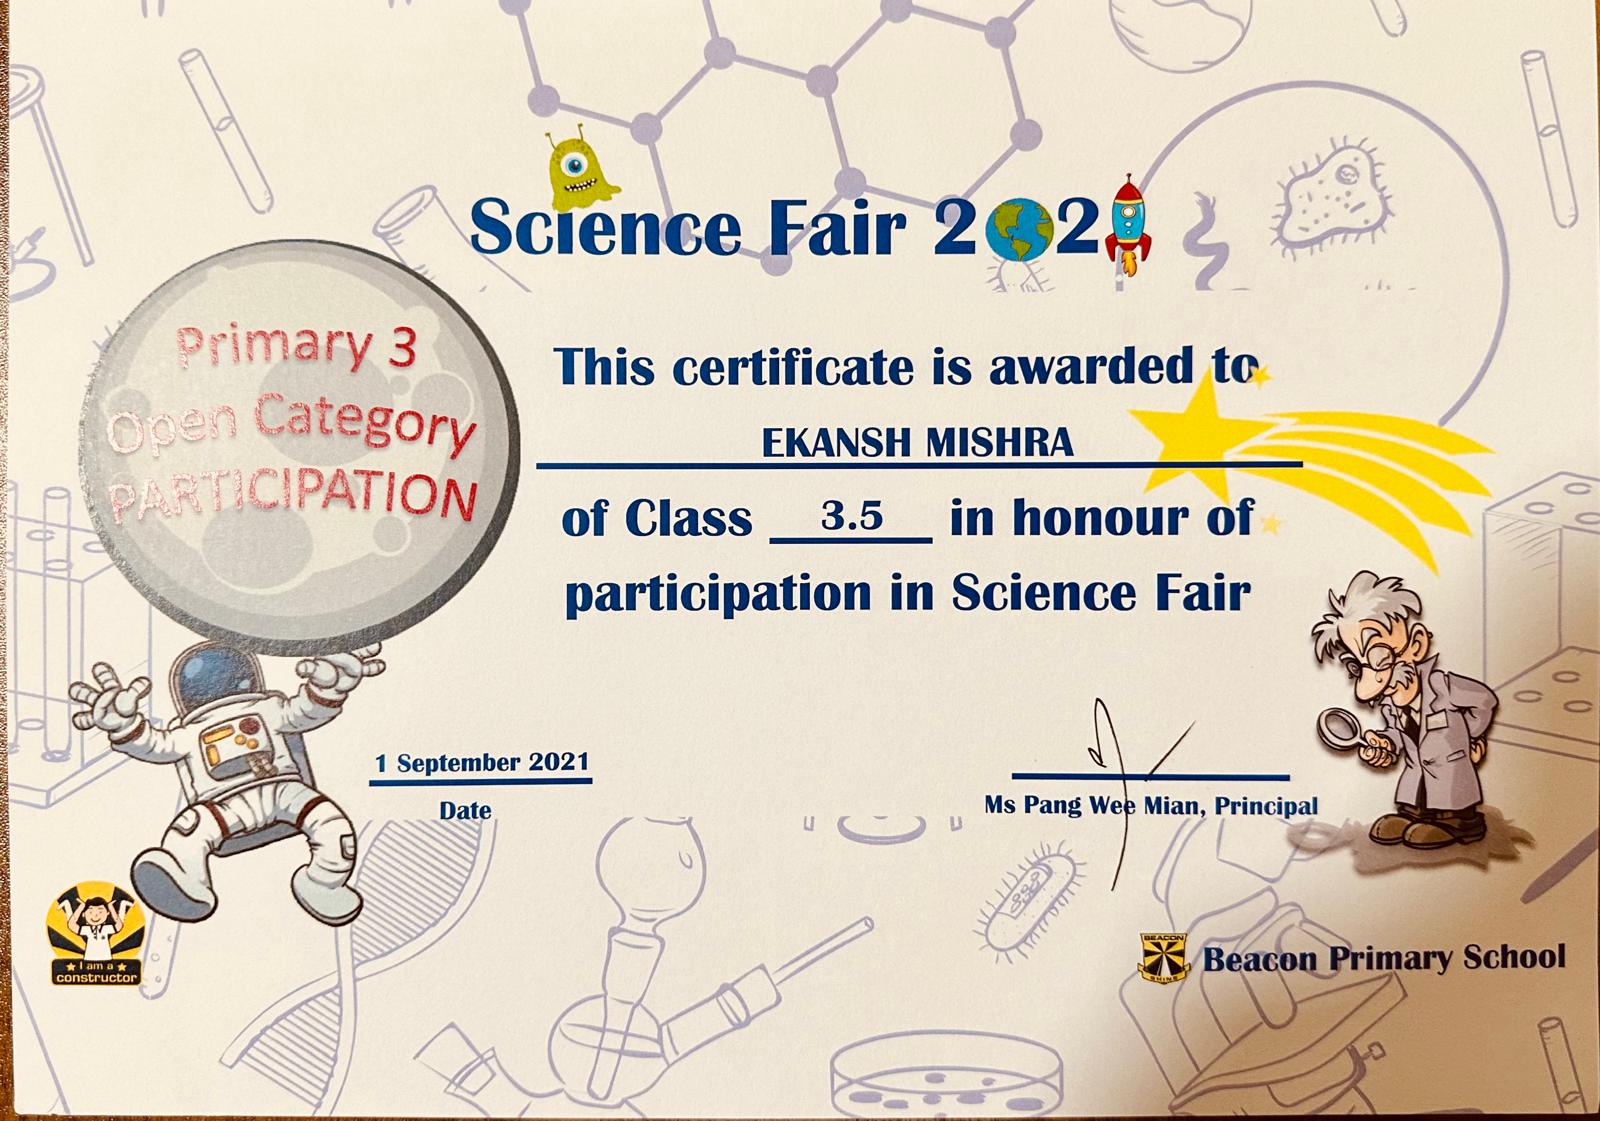 Science Fair 2021
Primary 3
Open Category
PARTICIPATION
This certificate is awarded to
EKANSH MISHRA
of Class 3.5 in honour of
participation in Science Fair
1 September 2021
Date
Ms Pang Wee Mian, Principal
I am a
constructor
BEACON
SHINE
Beacon Primary School